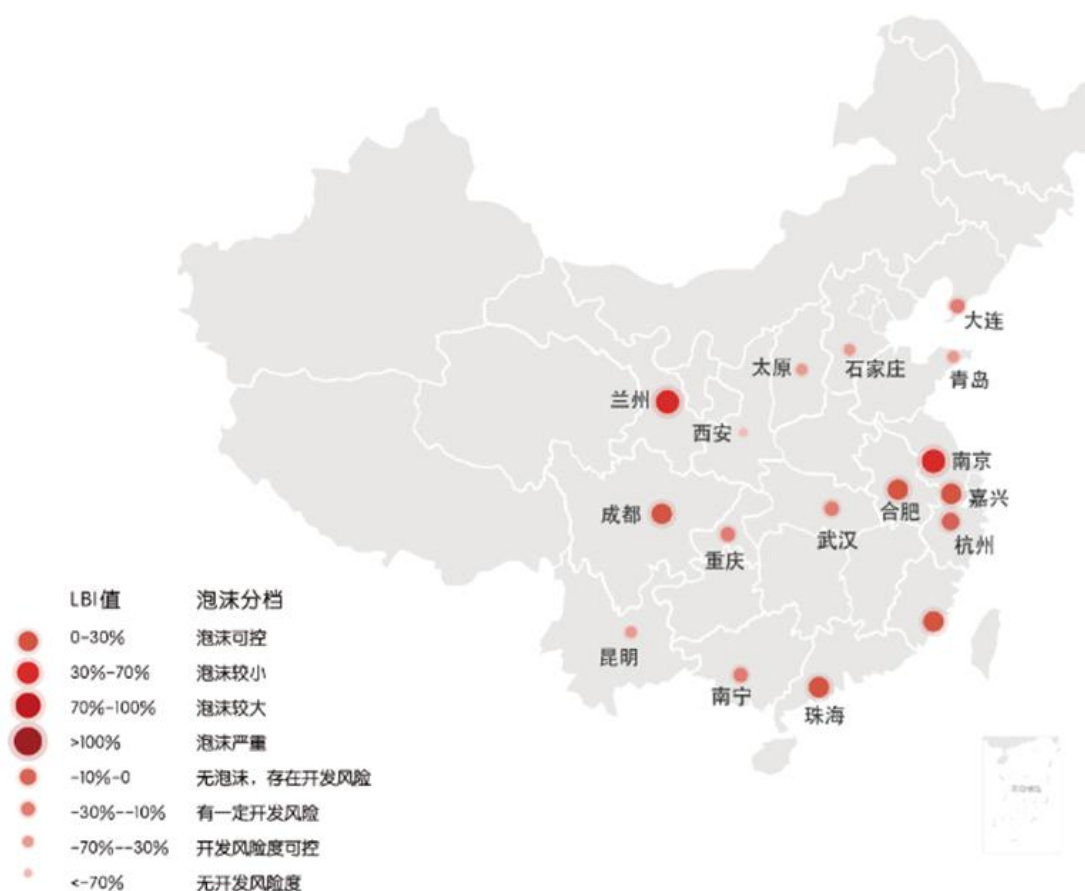 大连
石家庄
太原
青岛
兰州
西安
南京
嘉兴
合肥
成都
武汉
杭州
重庆
昆明
南宁
珠海
LBI值 泡沫分档
0-30% 泡沫可控
30%-70% 泡沫较小
70%-100% 泡沫较大
>100% 泡沫严重
-10%-0 无泡沫，存在开发风险
-30%--10% 有一定开发风险
-70%--30% 开发风险度可控
<-70% 无开发风险度